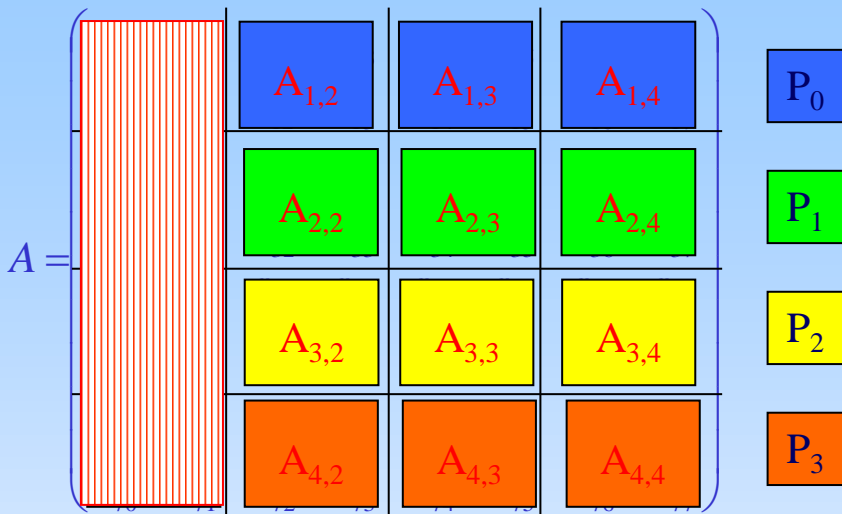 A₁,₂ A₁,₃ A₁,₄ P₀
A₂,₂ A₂,₃ A₂,₄ P₁
A =
A₃,₂ A₃,₃ A₃,₄ P₂
A₄,₂ A₄,₃ A₄,₄ P₃